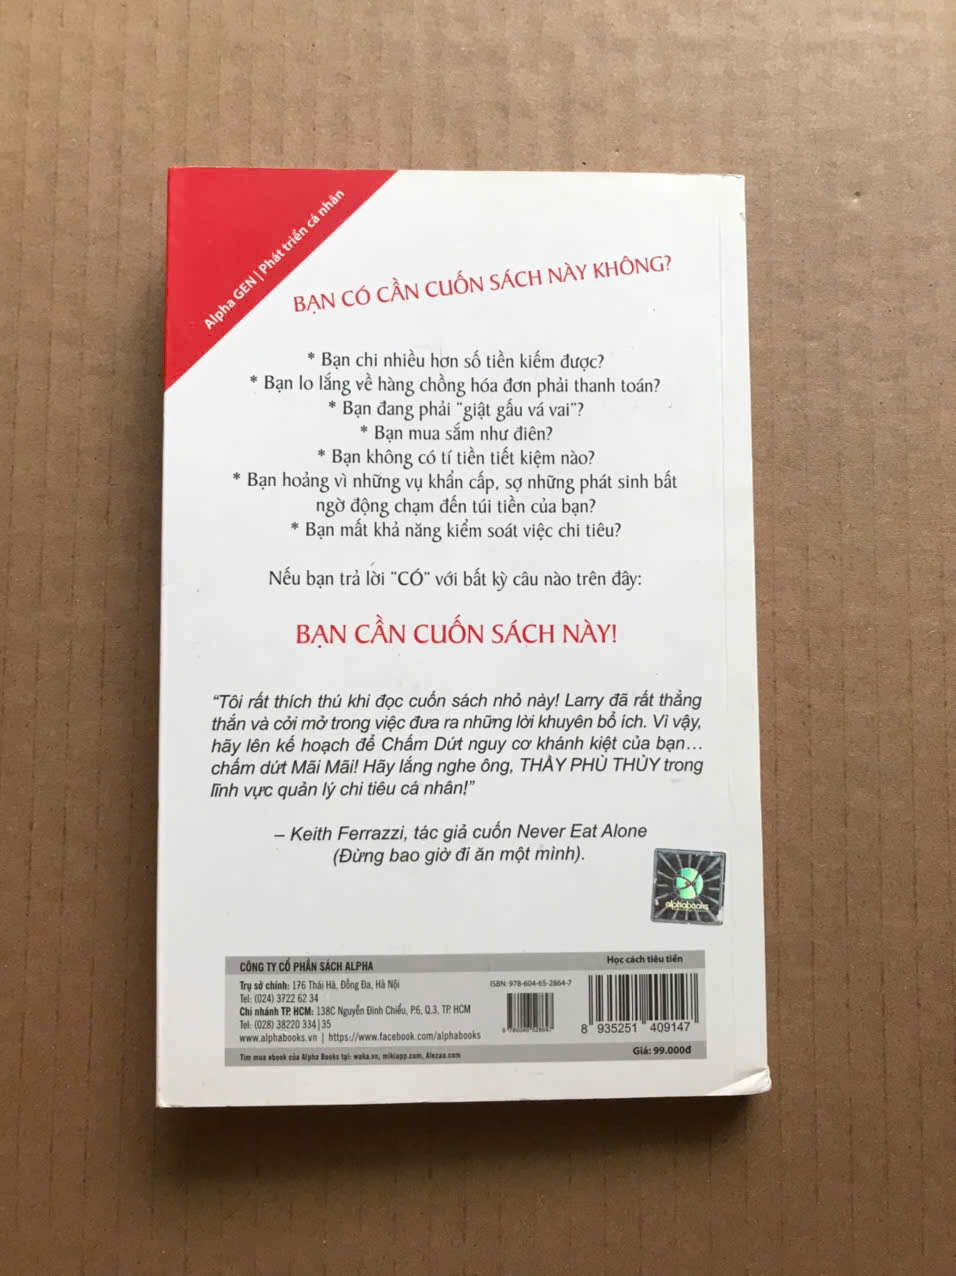 Alpha GEN | Phát triển cá nhân
BẠN CÓ CẦN CUỐN SÁCH NÀY KHÔNG?
* Bạn chi nhiều hơn số tiền kiếm được?
* Bạn lo lắng về hàng chồng hóa đơn phải thanh toán?
* Bạn đang phải "giật gấu vá vai"?
* Bạn mua sắm như điên?
* Bạn không có tí tiền tiết kiệm nào?
* Bạn hoảng vì những vụ khẩn cấp, sợ những phát sinh bất
ngờ động chạm đến túi tiền của bạn?
* Bạn mất khả năng kiểm soát việc chi tiêu?
Nếu bạn trả lời "CÓ" với bất kỳ câu nào trên đây:
BẠN CẦN CUỐN SÁCH NÀY!
“Tôi rất thích thú khi đọc cuốn sách nhỏ này! Larry đã rất thẳng
thắn và cởi mở trong việc đưa ra những lời khuyên bổ ích. Vì vậy,
hãy lên kế hoạch để Chấm Dứt nguy cơ khánh kiệt của bạn…
chấm dứt Mãi Mãi! Hãy lắng nghe ông, THẦY PHÙ THỦY trong
lĩnh vực quản lý chi tiêu cá nhân!”
– Keith Ferrazzi, tác giả cuốn Never Eat Alone
(Đừng bao giờ đi ăn một mình).
alphabooks
CÔNG TY CỔ PHẦN SÁCH ALPHA
Trụ sở chính: 176 Thái Hà, Đống Đa, Hà Nội
Tel: (024) 3722 62 34
Chi nhánh TP. HCM: 138C Nguyễn Đình Chiểu, P.6, Q.3, TP. HCM
Tel: (028) 38220 334 | 35
www.alphabooks.vn | https://www.facebook.com/alphabooks
Tìm mua ebook của Alpha Books tại: waka.vn, mikiapp.com, Alezaa.com
Học cách tiêu tiền
ISBN: 978-604-65-2864-7
8 935251 409147
Giá: 99.000đ